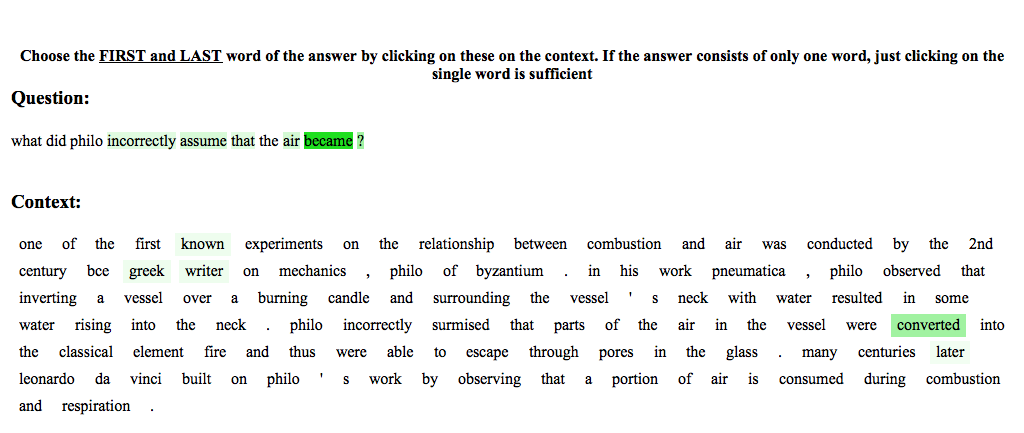 Choose the FIRST and LAST word of the answer by clicking on these on the context. If the answer consists of only one word, just clicking on the
single word is sufficient
Question:
what did philo incorrectly assume that the air became ?
Context:
one of the first known experiments on the relationship between combustion and air was conducted by the 2nd
century bce greek writer on mechanics , philo of byzantium . in his work pneumatica , philo observed that
inverting a vessel over a burning candle and surrounding the vessel ' s neck with water resulted in some
water rising into the neck . philo incorrectly surmised that parts of the air in the vessel were converted into
the classical element fire and thus were able to escape through pores in the glass . many centuries later
leonardo da vinci built on philo ' s work by observing that a portion of air is consumed during combustion
and respiration .